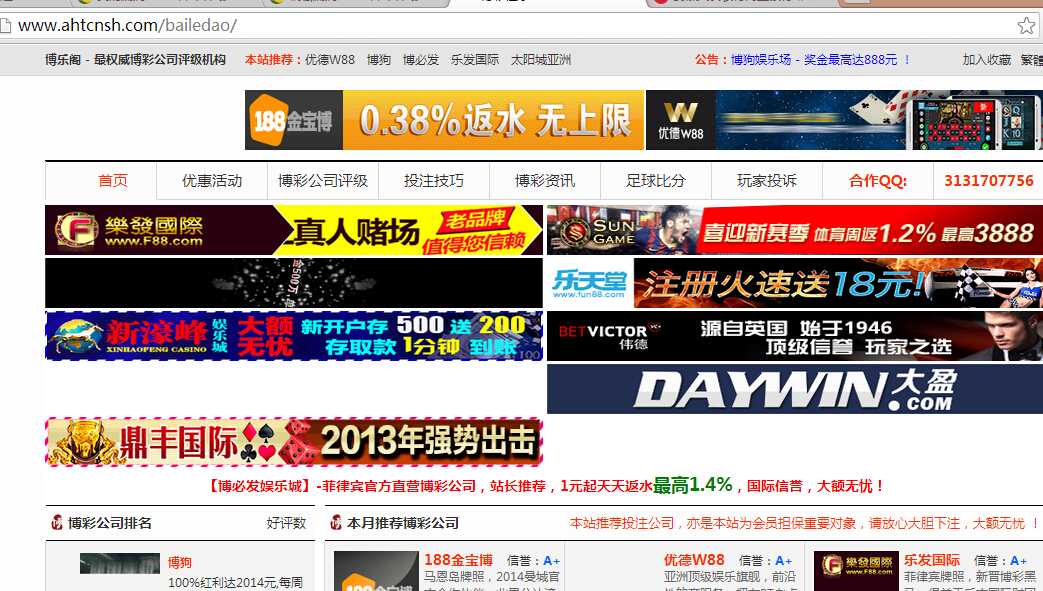 www.ahtcnsh.com/bailedao/
博乐阁 - 最权威博彩公司评级机构 本站推荐：优德W88 博狗 博必发 乐发国际 太阳城亚洲 公告：博狗娱乐场 - 奖金最高达888元 ！ 加入收藏 繁體
188金宝博 0.38%返水 无上限
W 优德W88 新
首页 优惠活动 博彩公司评级 投注技巧 博彩资讯 足球比分 玩家投诉 合作QQ: 3131707756
樂發國際 www.F88.com 真人赌场 老品牌 值得您信赖
SUN GAME 喜迎新赛季 体育周返1.2% 最高3888
金500万
乐天堂 www.fun88.com 注册火速送18元!
新濠峰 娱乐城 XINHAOFENG CASINO 大额无忧 新开户存500送200 存取款1分钟 到账 100
BETVICTOR 伟德 源自英国 始于1946 顶级信誉 玩家之选
DAYWIN大盈.COM
鼎丰国际 2013年强势出击
【博必发娱乐城】-菲律宾官方直营博彩公司，站长推荐，1元起天天返水最高1.4%，国际信誉，大额无忧！
博彩公司排名 好评数
本月推荐博彩公司 本站推荐投注公司，亦是本站为会员担保重要对象，请放心大胆下注，大额无忧 ！
博狗
100%红利达2014元,每周
188金宝博 信誉：A+
马恩岛牌照，2014曼城官
优德W88 信誉：A+
亚洲顶级娱乐旗舰，前沿
樂發國際 www.F88.com
乐发国际 信誉：A+
菲律宾牌照，新晋博彩黑